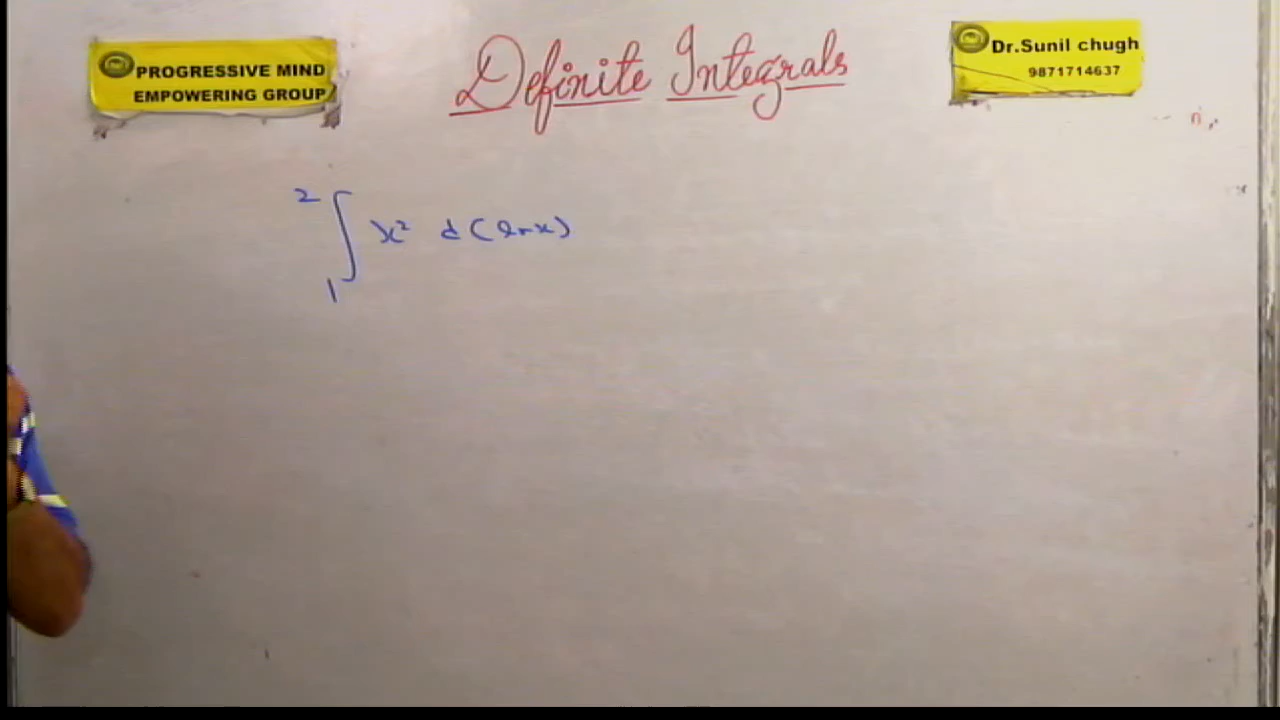 PROGRESSIVE MIND
EMPOWERING GROUP
Definite Integrals
Dr.Sunil chugh
9871714637
2
∫ x² d(lnx)
1